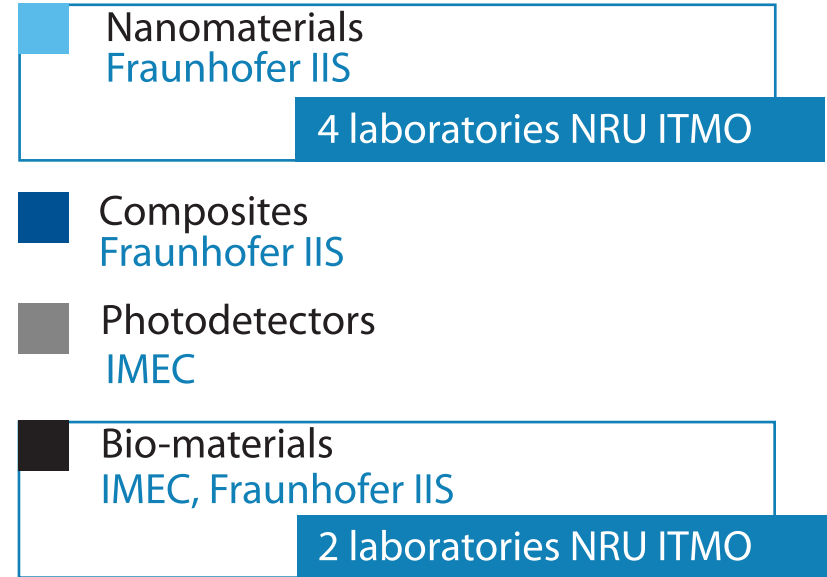 Nanomaterials
Fraunhofer IIS
4 laboratories NRU ITMO
Composites
Fraunhofer IIS
Photodetectors
IMEC
Bio-materials
IMEC, Fraunhofer IIS
2 laboratories NRU ITMO